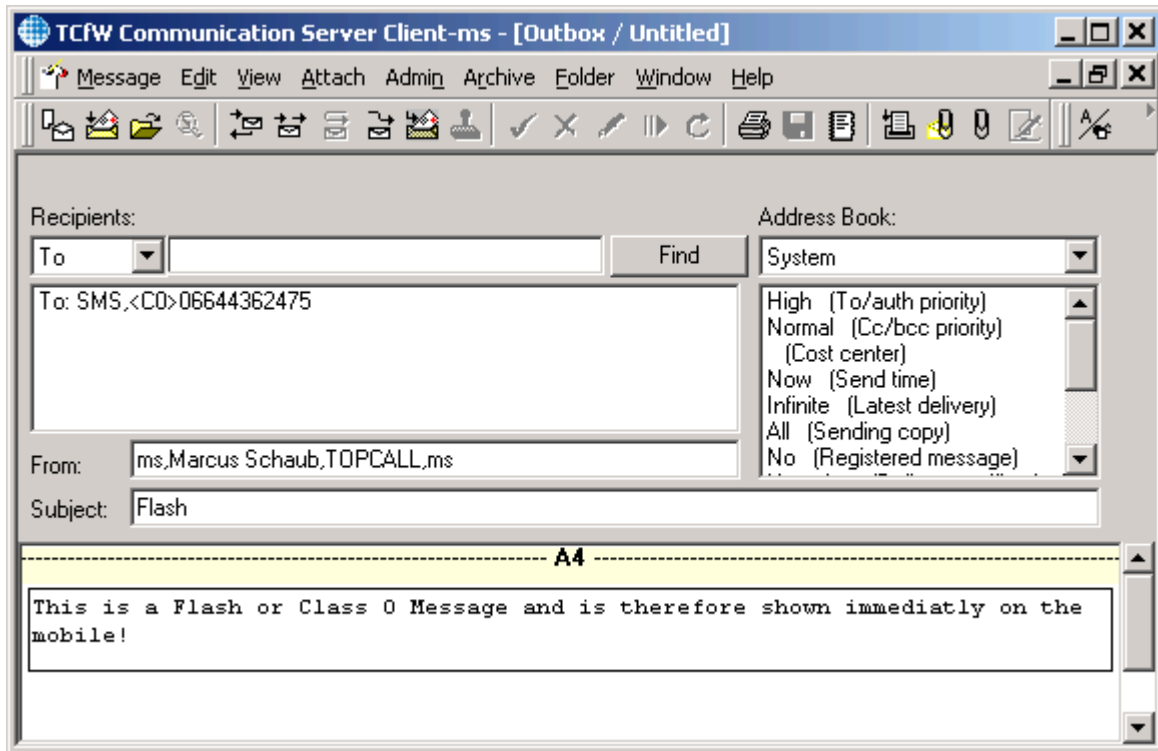 TCfW Communication Server Client-ms - [Outbox / Untitled]
Message Edit View Attach Admin Archive Folder Window Help
Recipients:
Address Book:
To
Find
System
To: SMS,<C0>06644362475
High (To/auth priority)
Normal (Cc/bcc priority)
(Cost center)
Now (Send time)
Infinite (Latest delivery)
All (Sending copy)
No (Registered message)
From:
ms,Marcus Schaub,TOPCALL,ms
Subject:
Flash
A4
This is a Flash or Class 0 Message and is therefore shown immediatly on the
mobile!